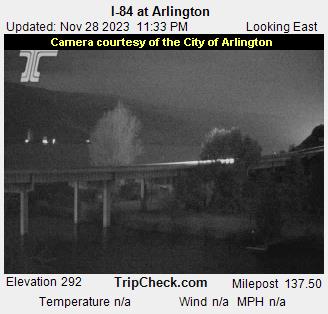 I-84 at Arlington
Updated: Nov 28 2023 11:33 PM Looking East
Camera courtesy of the City of Arlington
Elevation 292 TripCheck.com Milepost 137.50
Temperature n/a Wind n/a MPH n/a